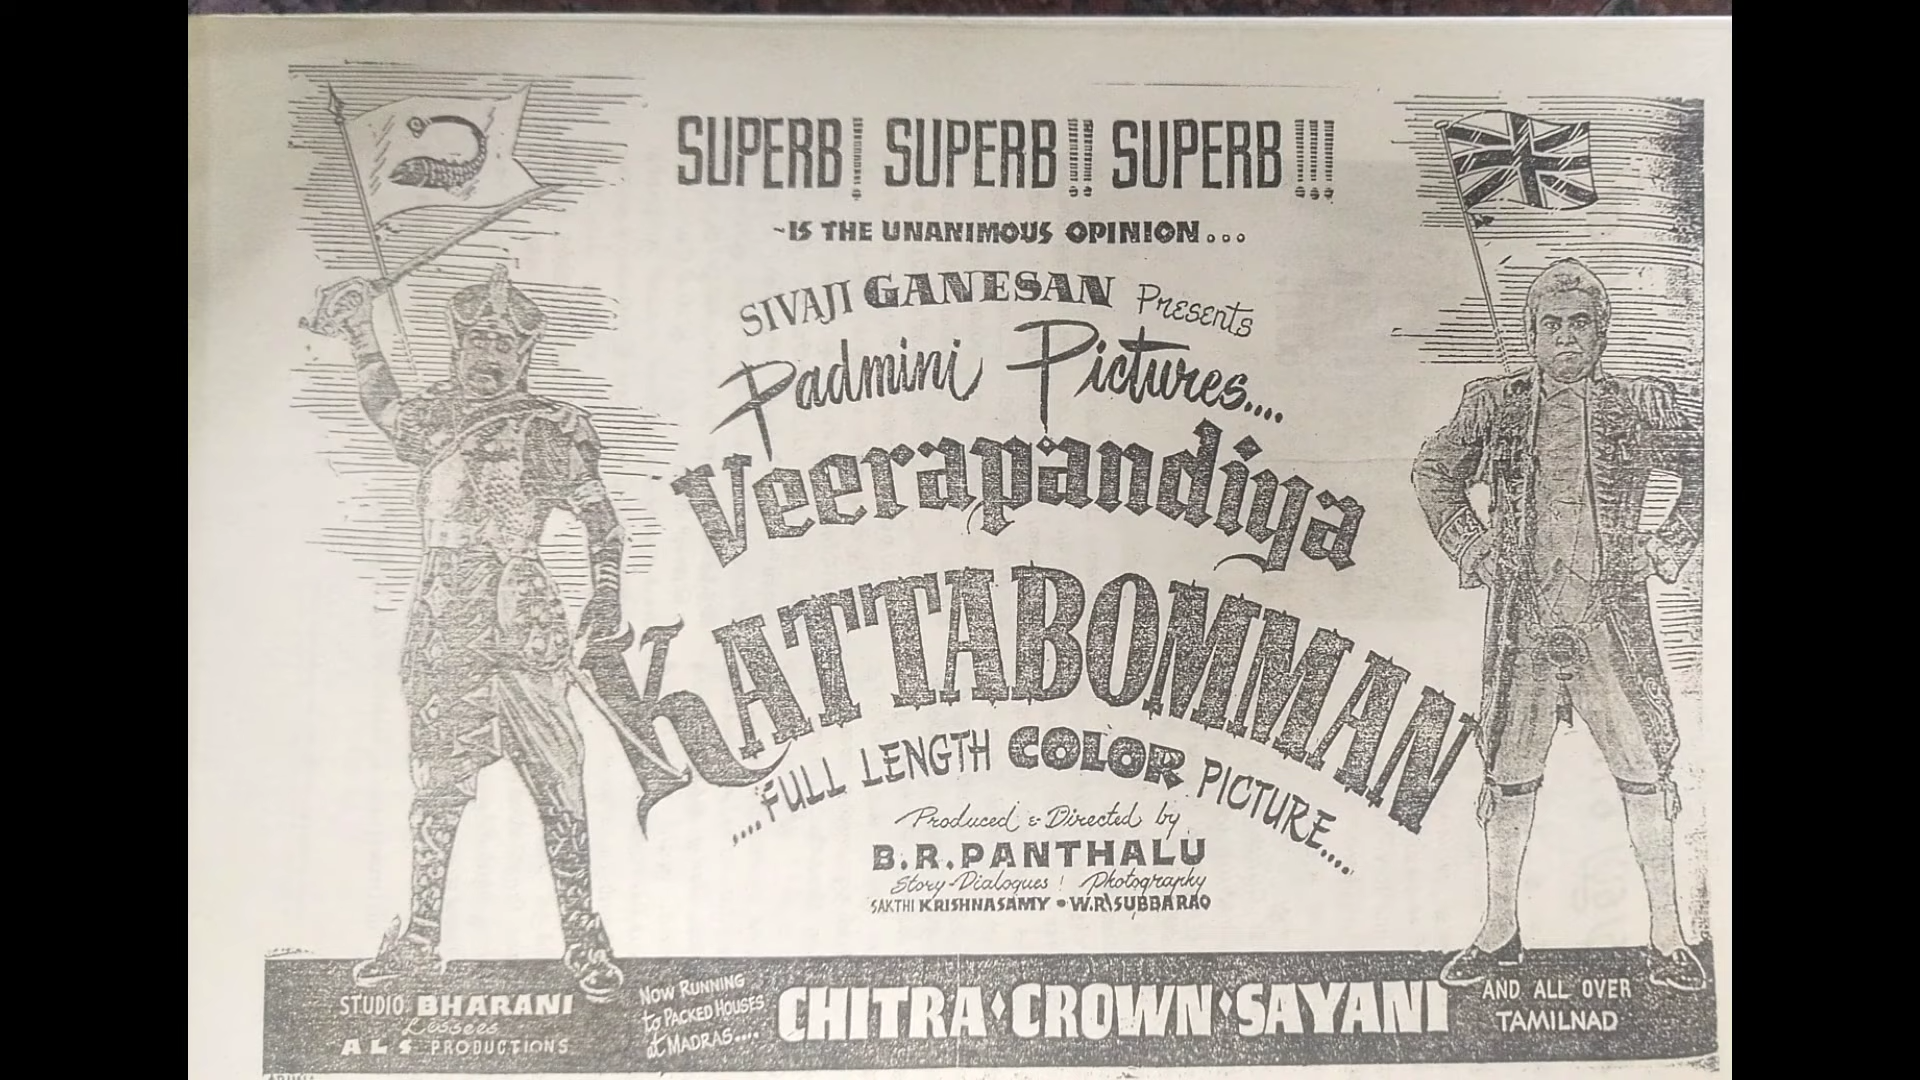 SUPERB! SUPERB!! SUPERB!!!
~IS THE UNANIMOUS OPINION...
SIVAJI GANESAN Presents
Padmini Pictures....
Veerapandiya
KATTABOMMAN
....FULL LENGTH COLOR PICTURE....
Produced & Directed by
B.R.PANTHALU
Story-Dialogues! Photography
SAKTHI KRISHNASAMY • W.R.SUBBARAO
STUDIO. BHARANI
Lessees
A L S PRODUCTIONS
NOW RUNNING
to PACKED HOUSES
at MADRAS....
CHITRA • CROWN • SAYANI
AND ALL OVER
TAMILNAD